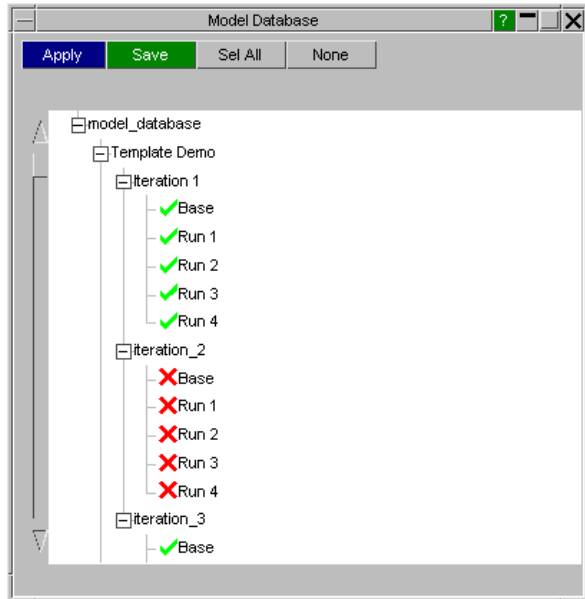 Model Database ?
Apply Save Sel All None
model_database
Template Demo
Iteration 1
Base
Run 1
Run 2
Run 3
Run 4
iteration_2
Base
Run 1
Run 2
Run 3
Run 4
iteration_3
Base